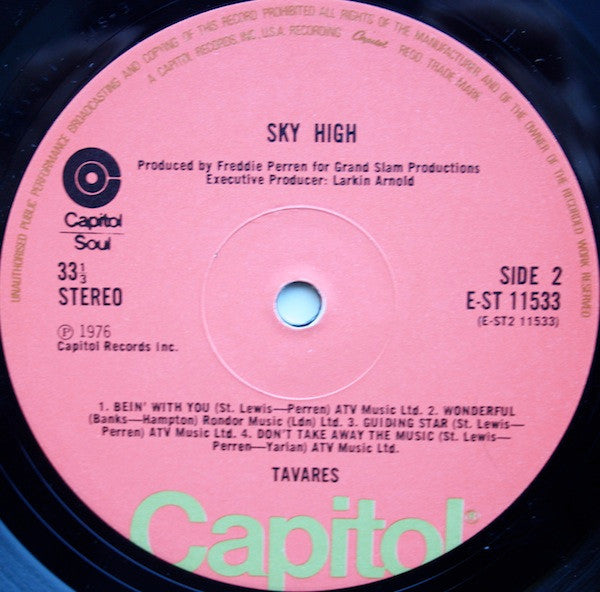 UNAUTHORISED PUBLIC PERFORMANCE BROADCASTING AND COPYING OF THIS RECORD PROHIBITED ALL RIGHTS OF THE MANUFACTURER AND OF THE OWNER OF THE RECORDED WORK RESERVED
A CAPITOL RECORDS INC. U.S.A. RECORDING Capitol REGD TRADE MARK
SKY HIGH
Produced by Freddie Perren for Grand Slam Productions
Executive Producer: Larkin Arnold
Capitol
Soul
33⅓
STEREO
SIDE 2
E-ST 11533
(E-ST2 11533)
℗ 1976
Capitol Records Inc.
1. BEIN' WITH YOU (St. Lewis—Perren) ATV Music Ltd. 2. WONDERFUL
(Banks—Hampton) Rondor Music (Ldn) Ltd. 3. GUIDING STAR (St. Lewis—
Perren) ATV Music Ltd. 4. DON'T TAKE AWAY THE MUSIC (St. Lewis—
Perren—Yarian) ATV Music Ltd.
TAVARES
Capitol®